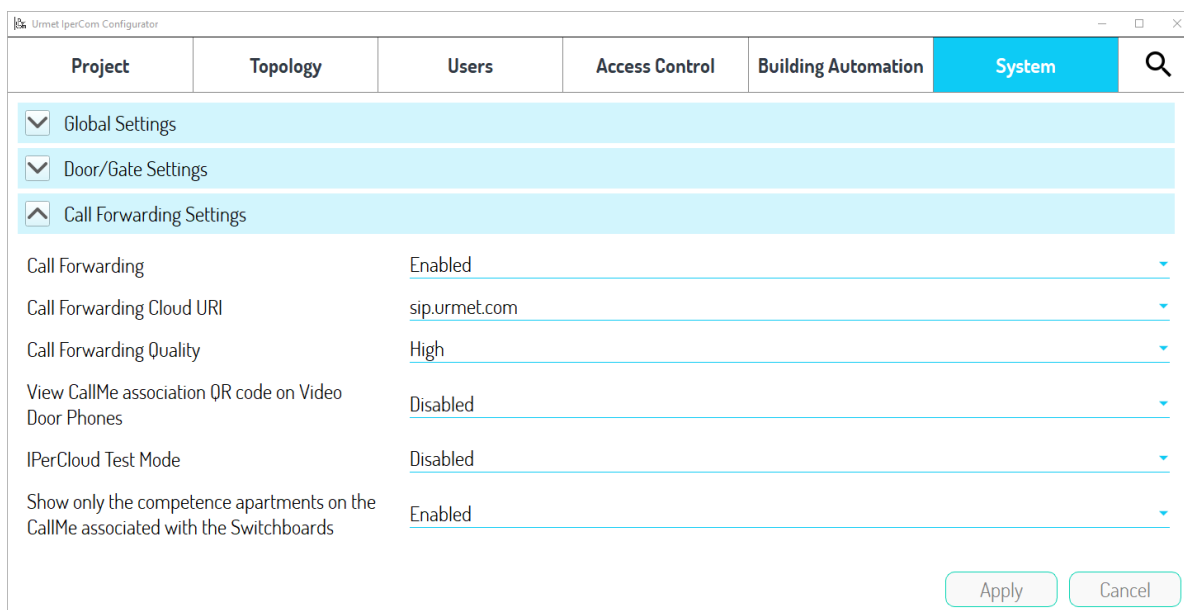 Urmet IperCom Configurator
Project Topology Users Access Control Building Automation System
Global Settings
Door/Gate Settings
Call Forwarding Settings
Call Forwarding Enabled
Call Forwarding Cloud URI sip.urmet.com
Call Forwarding Quality High
View CallMe association QR code on Video
Door Phones
Disabled
IPerCloud Test Mode Disabled
Show only the competence apartments on the
CallMe associated with the Switchboards
Enabled
Apply Cancel